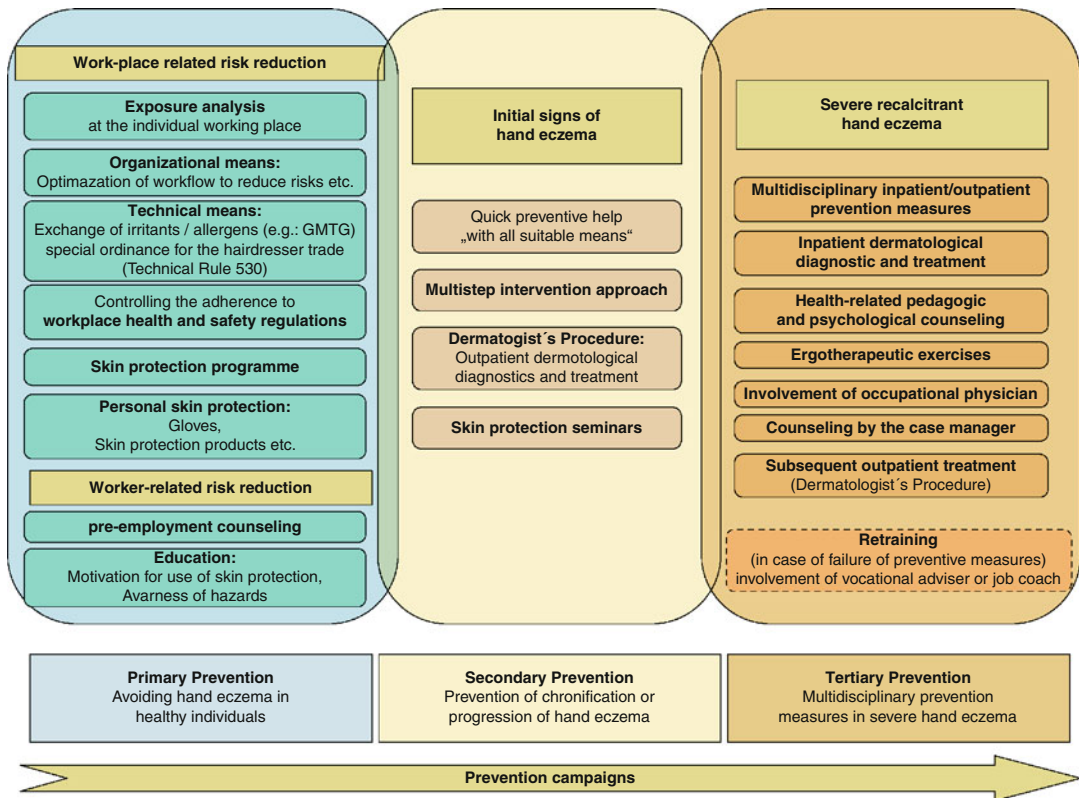 Work-place related risk reduction
Exposure analysis
at the individual working place
Organizational means:
Optimazation of workflow to reduce risks etc.
Technical means:
Exchange of irritants / allergens (e.g.: GMTG)
special ordinance for the hairdresser trade
(Technical Rule 530)
Controlling the adherence to
workplace health and safety regulations
Skin protection programme
Personal skin protection:
Gloves,
Skin protection products etc.
Worker-related risk reduction
pre-employment counseling
Education:
Motivation for use of skin protection,
Avarness of hazards
Initial signs of
hand eczema
Quick preventive help
„with all suitable means“
Multistep intervention approach
Dermatogist´s Procedure:
Outpatient dermotological
diagnostics and treatment
Skin protection seminars
Severe recalcitrant
hand eczema
Multidisciplinary inpatient/outpatient
prevention measures
Inpatient dermatological
diagnostic and treatment
Health-related pedagogic
and psychological counseling
Ergotherapeutic exercises
Involvement of occupational physician
Counseling by the case manager
Subsequent outpatient treatment
(Dermatologist´s Procedure)
Retraining
(in case of failure of preventive measures)
involvement of vocational adviser or job coach
Primary Prevention
Avoiding hand eczema in
healthy individuals
Secondary Prevention
Prevention of chronification or
progression of hand eczema
Tertiary Prevention
Multidisciplinary prevention
measures in severe hand eczema
Prevention campaigns